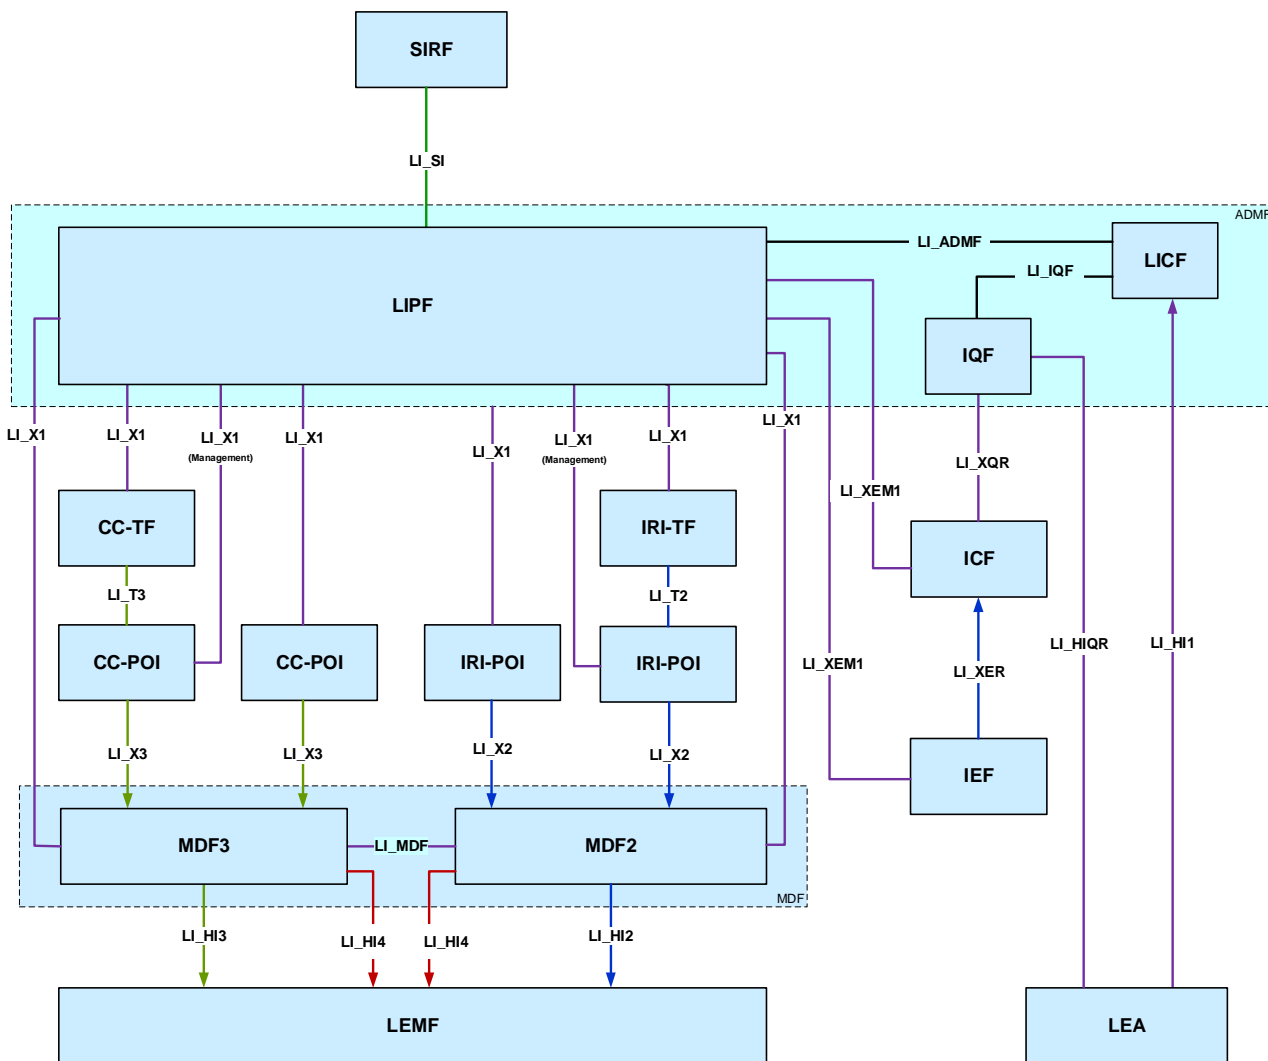 SIRF
LI_SI
ADMF
LI_ADMF
LICF
LI_IQF
LIPF
IQF
LI_X1
LI_X1
LI_X1
(Management)
LI_X1
LI_X1
LI_X1
(Management)
LI_X1
LI_X1
LI_XQR
LI_XEM1
CC-TF
IRI-TF
ICF
LI_T3
LI_T2
LI_HIQR
LI_HI1
CC-POI
CC-POI
IRI-POI
IRI-POI
LI_XEM1
LI_XER
LI_X3
LI_X3
LI_X2
LI_X2
IEF
MDF3
LI_MDF
MDF2
MDF
LI_HI3
LI_HI4
LI_HI4
LI_HI2
LEMF
LEA